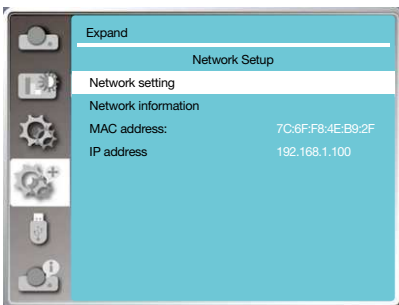 Expand
Network Setup
Network setting
Network information
MAC address: 7C:6F:F8:4E:B9:2F
IP address 192.168.1.100